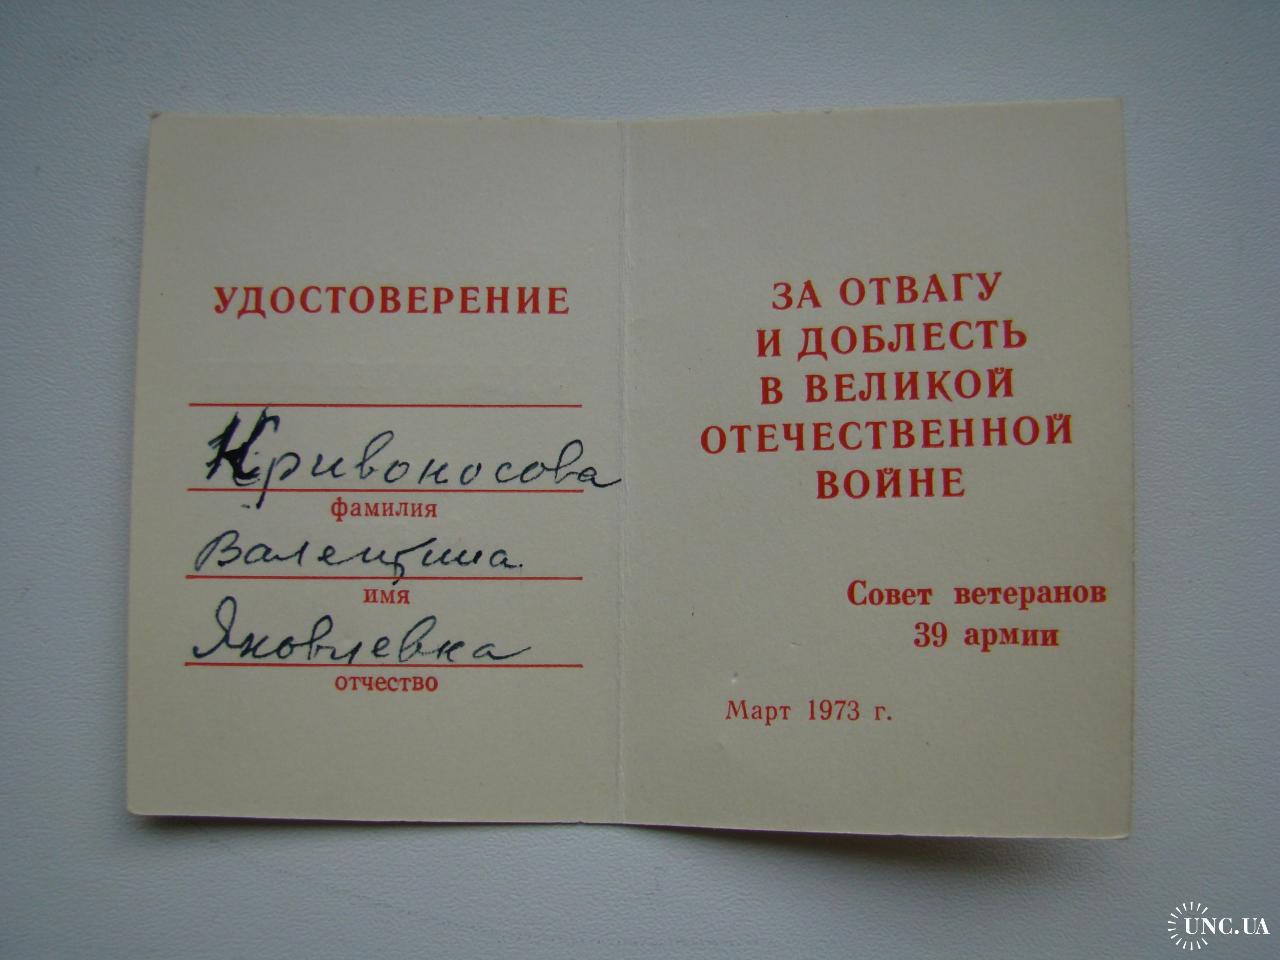 УДОСТОВЕРЕНИЕ
Кривоносова
фамилия
Валентина
имя
Яковлевна
отчество
ЗА ОТВАГУ
И ДОБЛЕСТЬ
В ВЕЛИКОЙ
ОТЕЧЕСТВЕННОЙ
ВОЙНЕ
Совет ветеранов
39 армии
Март 1973 г.
UNC.UA